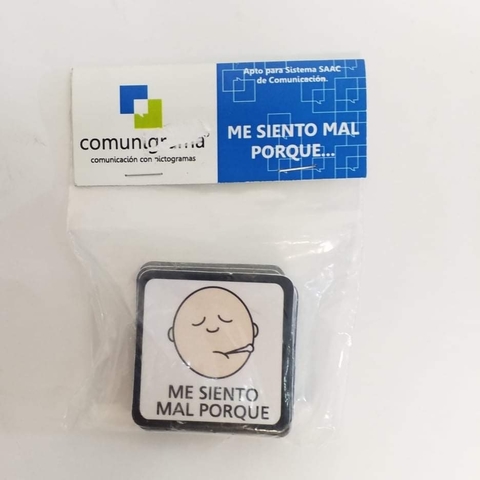 comunigrama®
comunicación con pictogramas
Apto para Sistema SAAC
de Comunicación.
ME SIENTO MAL
PORQUE...
ME SIENTO
MAL PORQUE